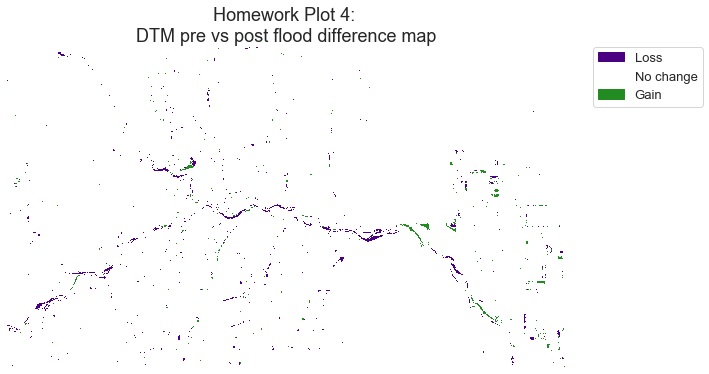 Homework Plot 4:
DTM pre vs post flood difference map
Loss
No change
Gain